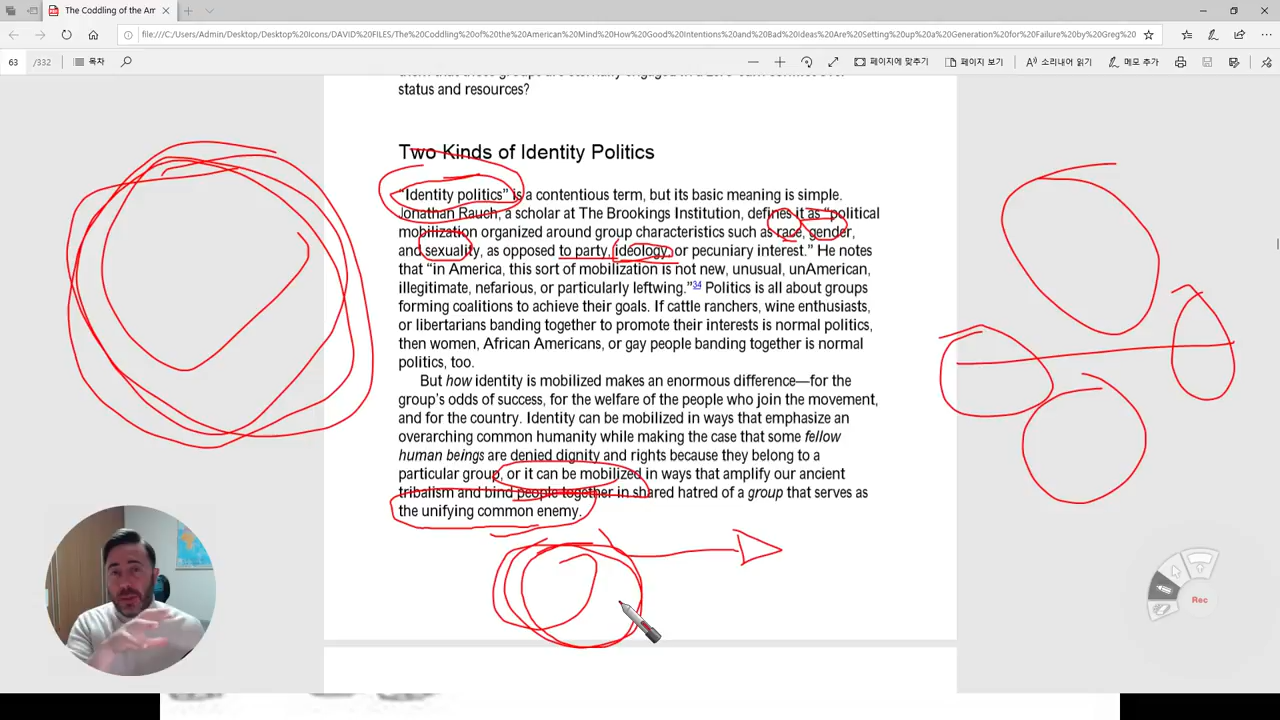 The Coddling of the Am
file:///C:/Users/Admin/Desktop/Desktop%20Icons/DAVID%20FILES/The%20Coddling%20of%20the%20American%20Mind%20How%20Good%20Intentions%20and%20Bad%20Ideas%20Are%20Setting%20up%20a%20Generation%20for%20Failure%20by%20Greg%20
63 /332 목차 페이지에 맞추기 페이지 보기 소리내어 읽기 메모 추가
status and resources?
Two Kinds of Identity Politics
“Identity politics” is a contentious term, but its basic meaning is simple.
Jonathan Rauch, a scholar at The Brookings Institution, defines it as “political
mobilization organized around group characteristics such as race, gender,
and sexuality, as opposed to party, ideology, or pecuniary interest.” He notes
that “in America, this sort of mobilization is not new, unusual, unAmerican,
illegitimate, nefarious, or particularly leftwing.”34 Politics is all about groups
forming coalitions to achieve their goals. If cattle ranchers, wine enthusiasts,
or libertarians banding together to promote their interests is normal politics,
then women, African Americans, or gay people banding together is normal
politics, too.
But how identity is mobilized makes an enormous difference—for the
group’s odds of success, for the welfare of the people who join the movement,
and for the country. Identity can be mobilized in ways that emphasize an
overarching common humanity while making the case that some fellow
human beings are denied dignity and rights because they belong to a
particular group, or it can be mobilized in ways that amplify our ancient
tribalism and bind people together in shared hatred of a group that serves as
the unifying common enemy.
Rec